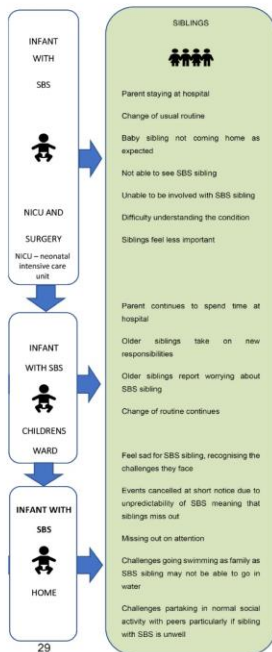 INFANT
WITH
SBS
NICU AND
SURGERY
NICU – neonatal
intensive care
unit
INFANT
WITH SBS
CHILDRENS
WARD
INFANT WITH
SBS
HOME
29
SIBLINGS
Parent staying at hospital
Change of usual routine
Baby sibling not coming home as
expected
Not able to see SBS sibling
Unable to be involved with SBS sibling
Difficulty understanding the condition
Siblings feel less important
Parent continues to spend time at
hospital
Older siblings take on new
responsibilities
Older siblings report worrying about
SBS sibling
Change of routine continues
Feel sad for SBS sibling, recognising the
challenges they face
Events cancelled at short notice due to
unpredictability of SBS meaning that
siblings miss out
Missing out on attention
Challenges going swimming as family as
SBS sibling may not be able to go in
water
Challenges partaking in normal social
activity with peers particularly if sibling
with SBS is unwell